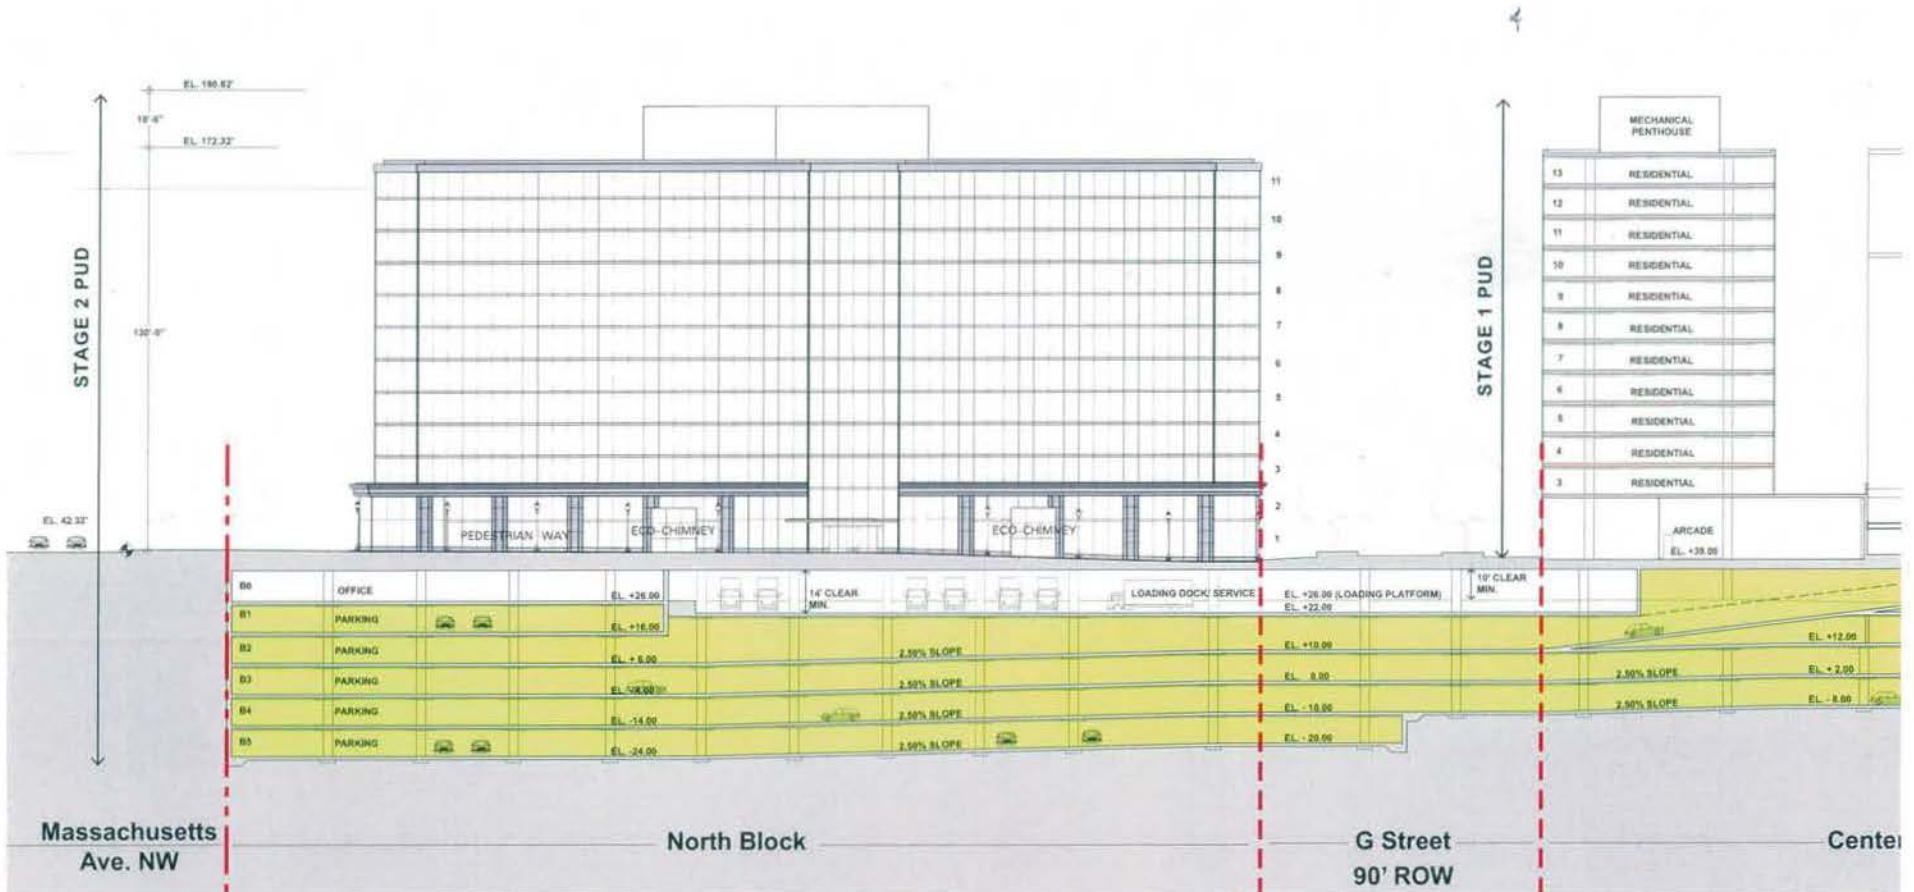 EL. 190.82'
18'-6"
EL. 172.32'
130'-0"
STAGE 2 PUD
EL. 42.32'
11
10
9
8
7
6
5
4
3
2
1
PEDESTRIAN WAY
ECO-CHIMNEY
ECO-CHIMNEY
STAGE 1 PUD
MECHANICAL
PENTHOUSE
13 RESIDENTIAL
12 RESIDENTIAL
11 RESIDENTIAL
10 RESIDENTIAL
9 RESIDENTIAL
8 RESIDENTIAL
7 RESIDENTIAL
6 RESIDENTIAL
5 RESIDENTIAL
4 RESIDENTIAL
3 RESIDENTIAL
ARCADE
EL. +39.00
B0 OFFICE EL. +26.00
14' CLEAR
MIN.
LOADING DOCK/ SERVICE
EL. +26.00 (LOADING PLATFORM)
EL. +22.00
10' CLEAR
MIN.
B1 PARKING EL. +16.00
B2 PARKING EL. + 6.00 2.50% SLOPE EL. +10.00 EL. +12.00
B3 PARKING 2.50% SLOPE EL. 0.00 2.50% SLOPE EL. + 2.00
B4 PARKING EL. -14.00 2.50% SLOPE EL. - 10.00 2.50% SLOPE EL. - 8.00
B5 PARKING EL. -24.00 2.50% SLOPE EL. - 20.00
Massachusetts
Ave. NW
North Block
G Street
90' ROW
Center